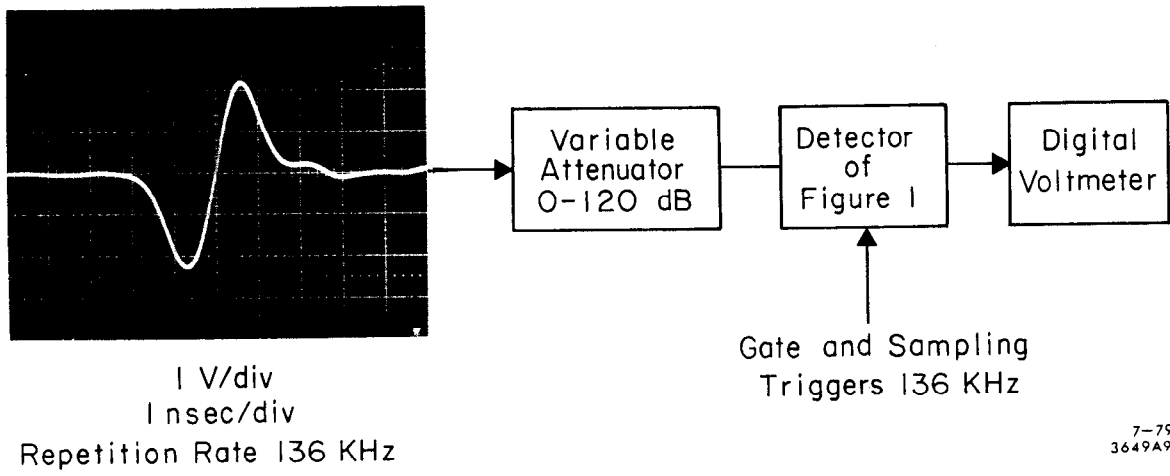 Variable
Attenuator
0-120 dB
Detector
of
Figure 1
Digital
Voltmeter
1 V/div
1 nsec/div
Repetition Rate 136 KHz
Gate and Sampling
Triggers 136 KHz
7-79
3649A9